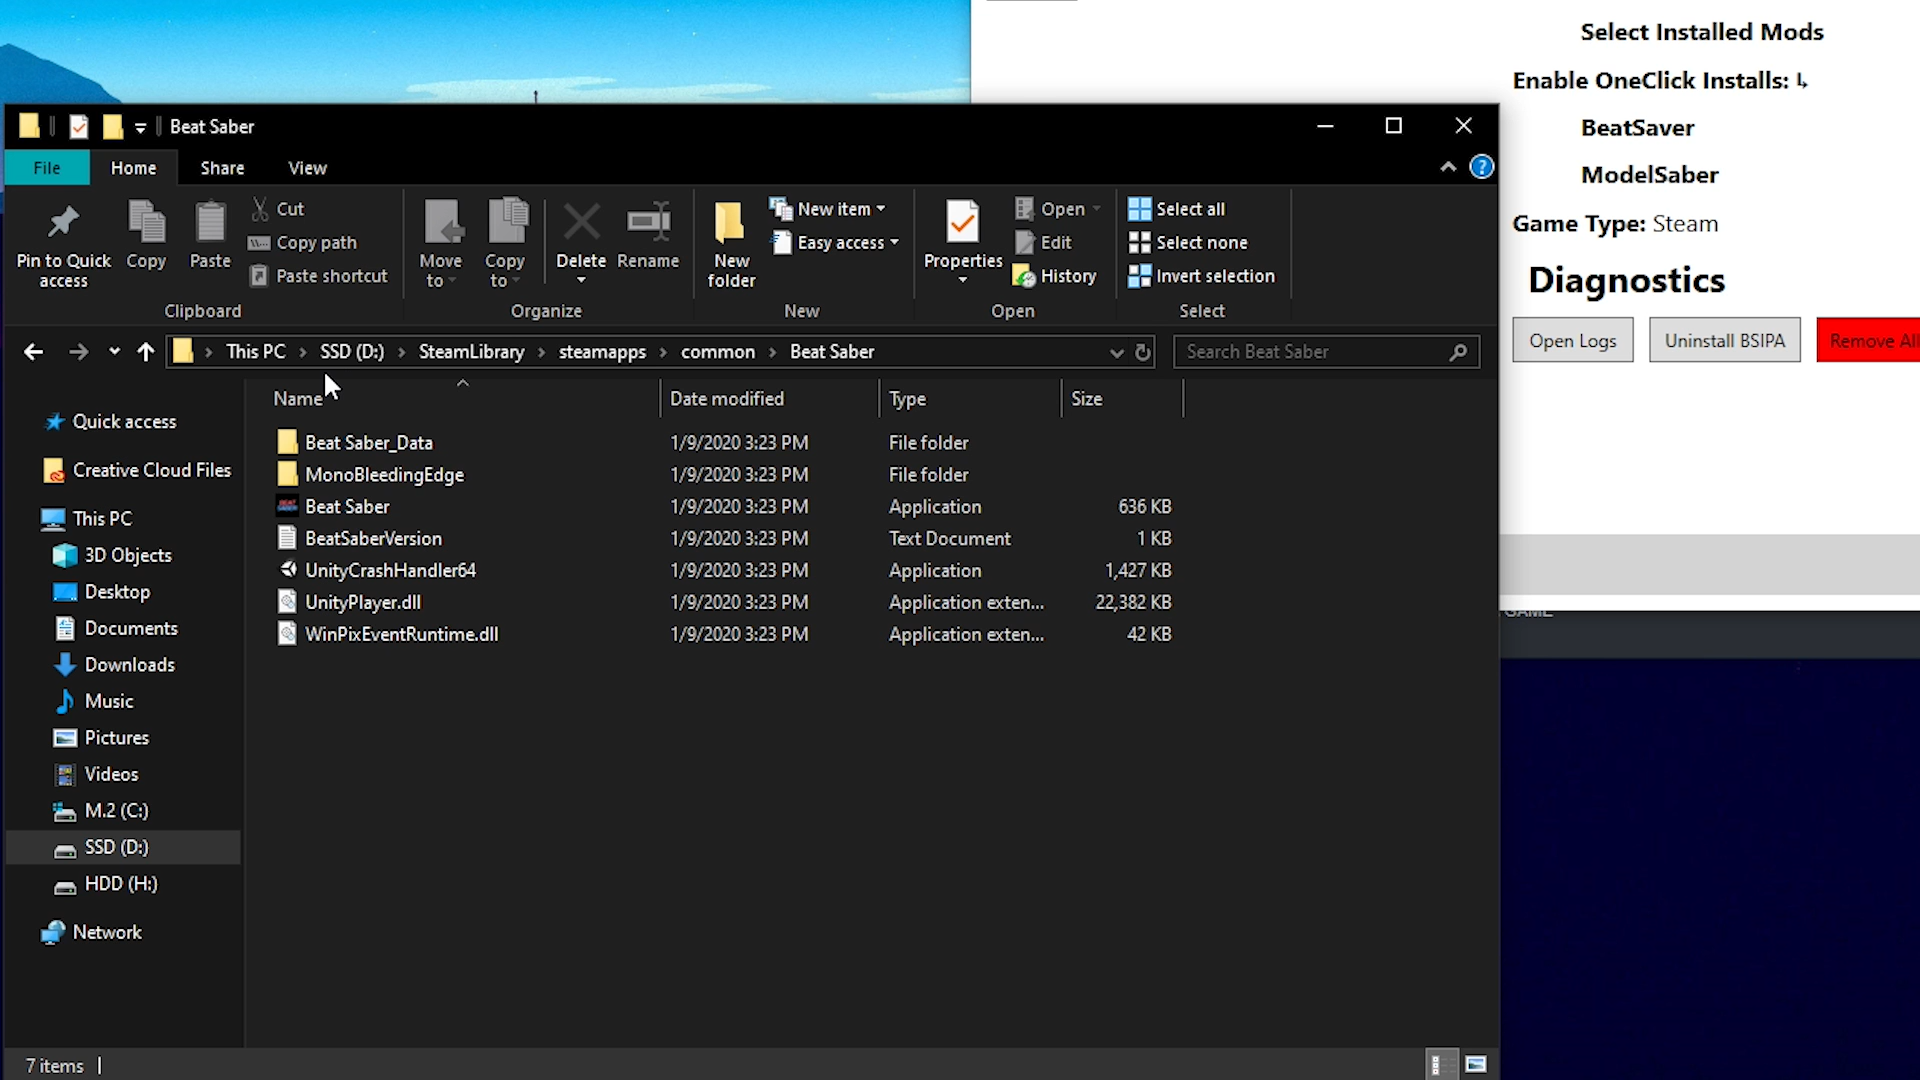 Select Installed Mods
Enable OneClick Installs: ↳
BeatSaver
ModelSaber
Game Type: Steam
Diagnostics
Open Logs
Uninstall BSIPA
Remove All
Beat Saber
File
Home
Share
View
Pin to Quick access
Copy
Paste
Cut
Copy path
Paste shortcut
Clipboard
Move to
Copy to
Delete
Rename
Organize
New folder
New item
Easy access
New
Properties
Open
Edit
History
Open
Select all
Select none
Invert selection
Select
This PC > SSD (D:) > SteamLibrary > steamapps > common > Beat Saber
Search Beat Saber
Name Date modified Type Size
Beat Saber_Data 1/9/2020 3:23 PM File folder
MonoBleedingEdge 1/9/2020 3:23 PM File folder
Beat Saber 1/9/2020 3:23 PM Application 636 KB
BeatSaberVersion 1/9/2020 3:23 PM Text Document 1 KB
UnityCrashHandler64 1/9/2020 3:23 PM Application 1,427 KB
UnityPlayer.dll 1/9/2020 3:23 PM Application exten... 22,382 KB
WinPixEventRuntime.dll 1/9/2020 3:23 PM Application exten... 42 KB
Quick access
Creative Cloud Files
This PC
3D Objects
Desktop
Documents
Downloads
Music
Pictures
Videos
M.2 (C:)
SSD (D:)
HDD (H:)
Network
7 items
GAME